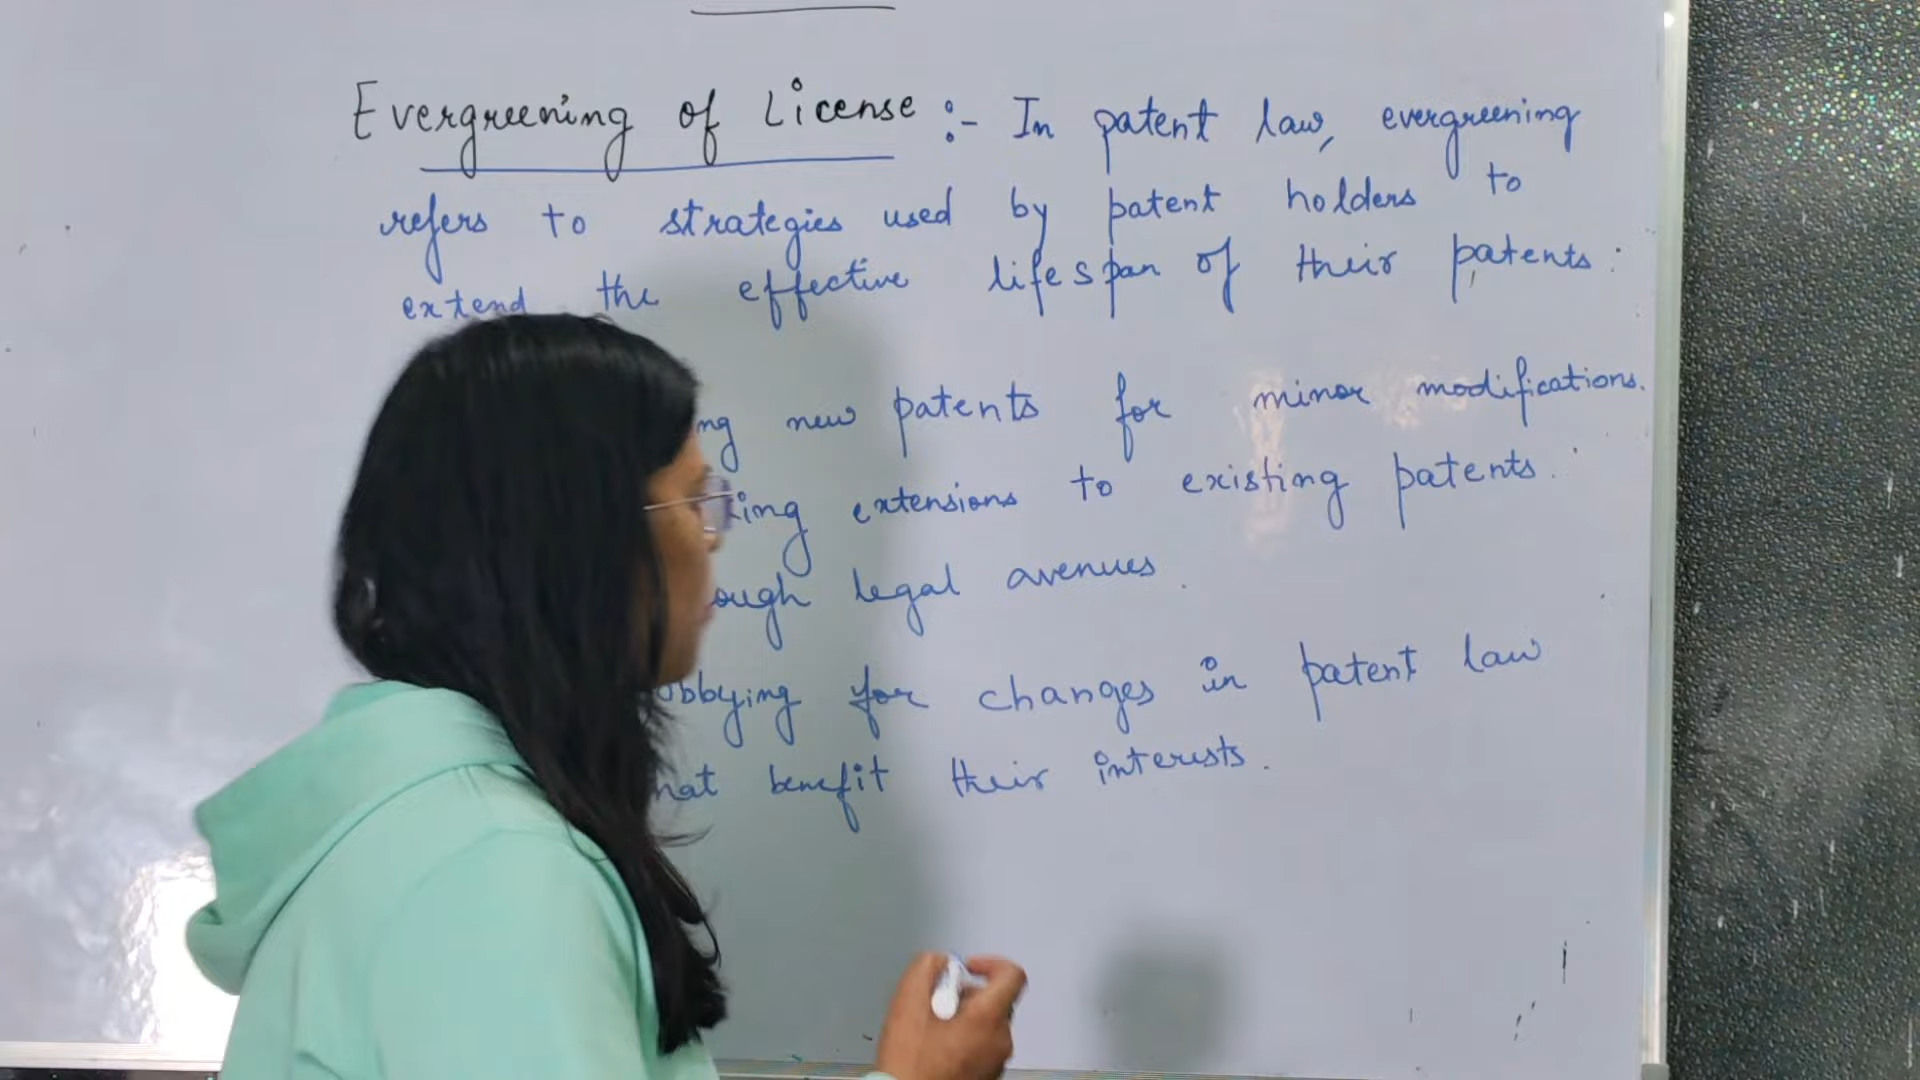 Evergreening of License :- In patent law, evergreening
refers to strategies used by patent holders to
extend the effective lifespan of their patents :
new patents for minor modifications.
extensions to existing patents.
legal avenues.
for changes in patent law
benefit their interests.